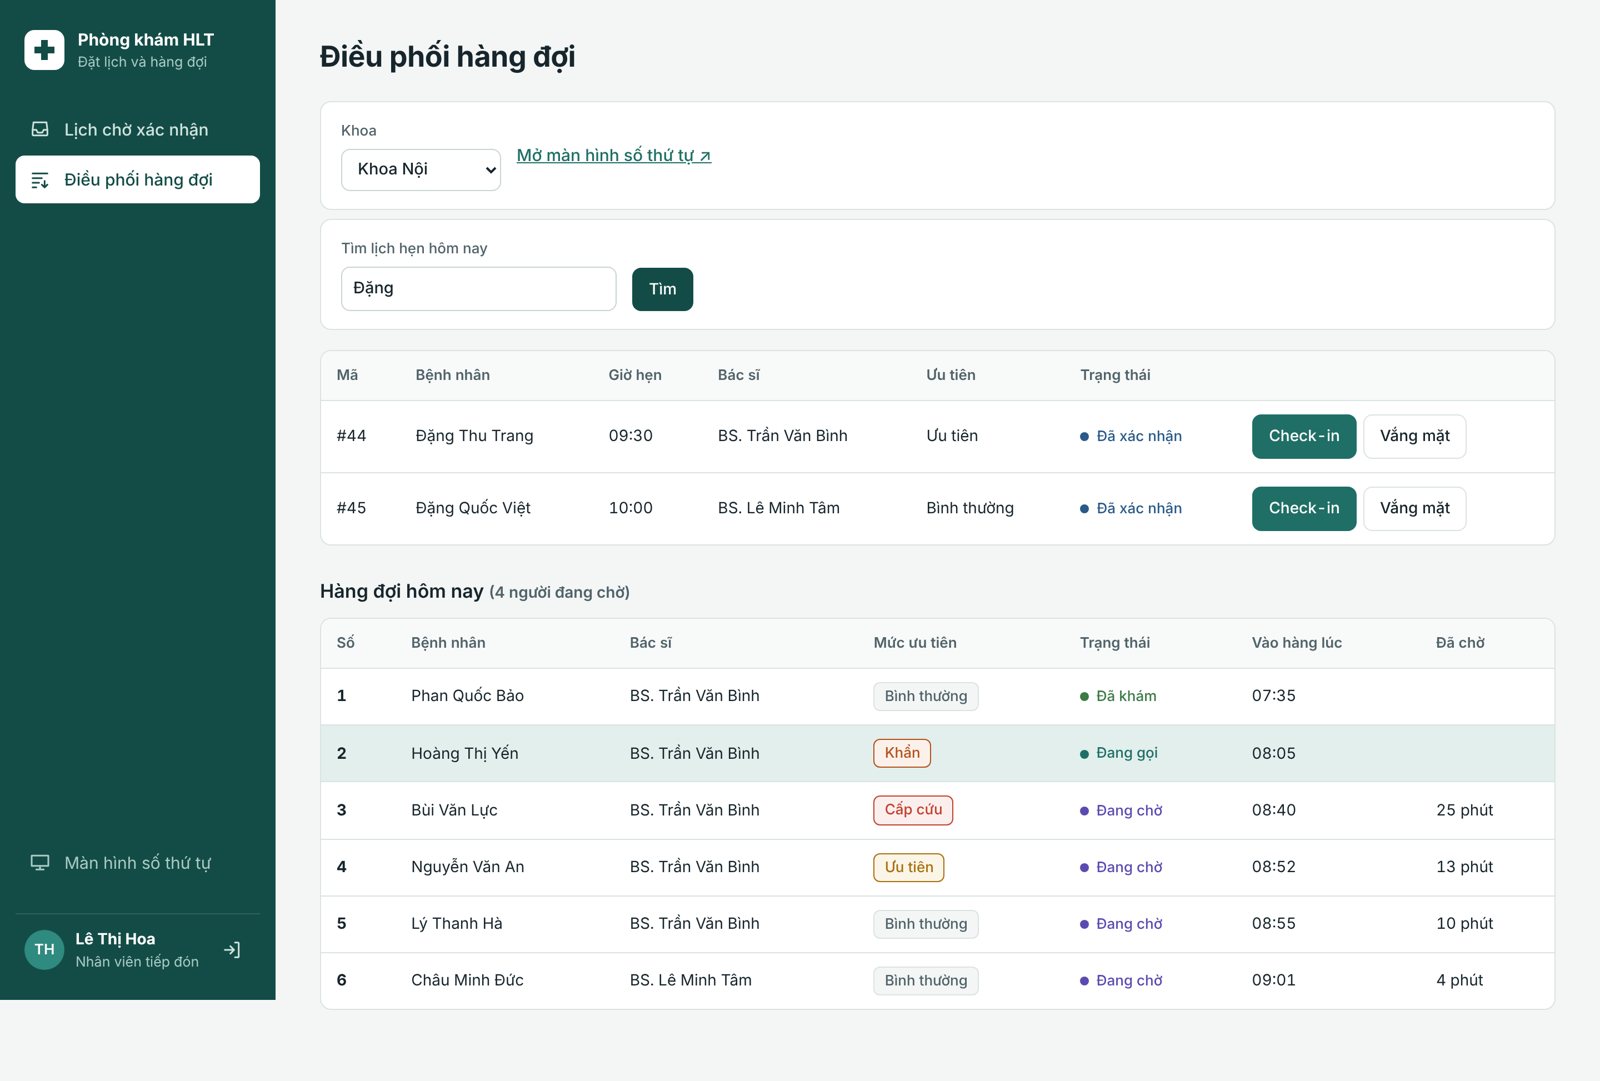 Phòng khám HLT
Đặt lịch và hàng đợi
Lịch chờ xác nhận
Điều phối hàng đợi
Màn hình số thứ tự
TH
Lê Thị Hoa
Nhân viên tiếp đón
Điều phối hàng đợi
Khoa
Khoa Nội
Mở màn hình số thứ tự ↗
Tìm lịch hẹn hôm nay
Đặng
Tìm
Mã Bệnh nhân Giờ hẹn Bác sĩ Ưu tiên Trạng thái
#44 Đặng Thu Trang 09:30 BS. Trần Văn Bình Ưu tiên Đã xác nhận Check-in Vắng mặt
#45 Đặng Quốc Việt 10:00 BS. Lê Minh Tâm Bình thường Đã xác nhận Check-in Vắng mặt
Hàng đợi hôm nay (4 người đang chờ)
Số Bệnh nhân Bác sĩ Mức ưu tiên Trạng thái Vào hàng lúc Đã chờ
1 Phan Quốc Bảo BS. Trần Văn Bình Bình thường Đã khám 07:35
2 Hoàng Thị Yến BS. Trần Văn Bình Khẩn Đang gọi 08:05
3 Bùi Văn Lực BS. Trần Văn Bình Cấp cứu Đang chờ 08:40 25 phút
4 Nguyễn Văn An BS. Trần Văn Bình Ưu tiên Đang chờ 08:52 13 phút
5 Lý Thanh Hà BS. Trần Văn Bình Bình thường Đang chờ 08:55 10 phút
6 Châu Minh Đức BS. Lê Minh Tâm Bình thường Đang chờ 09:01 4 phút